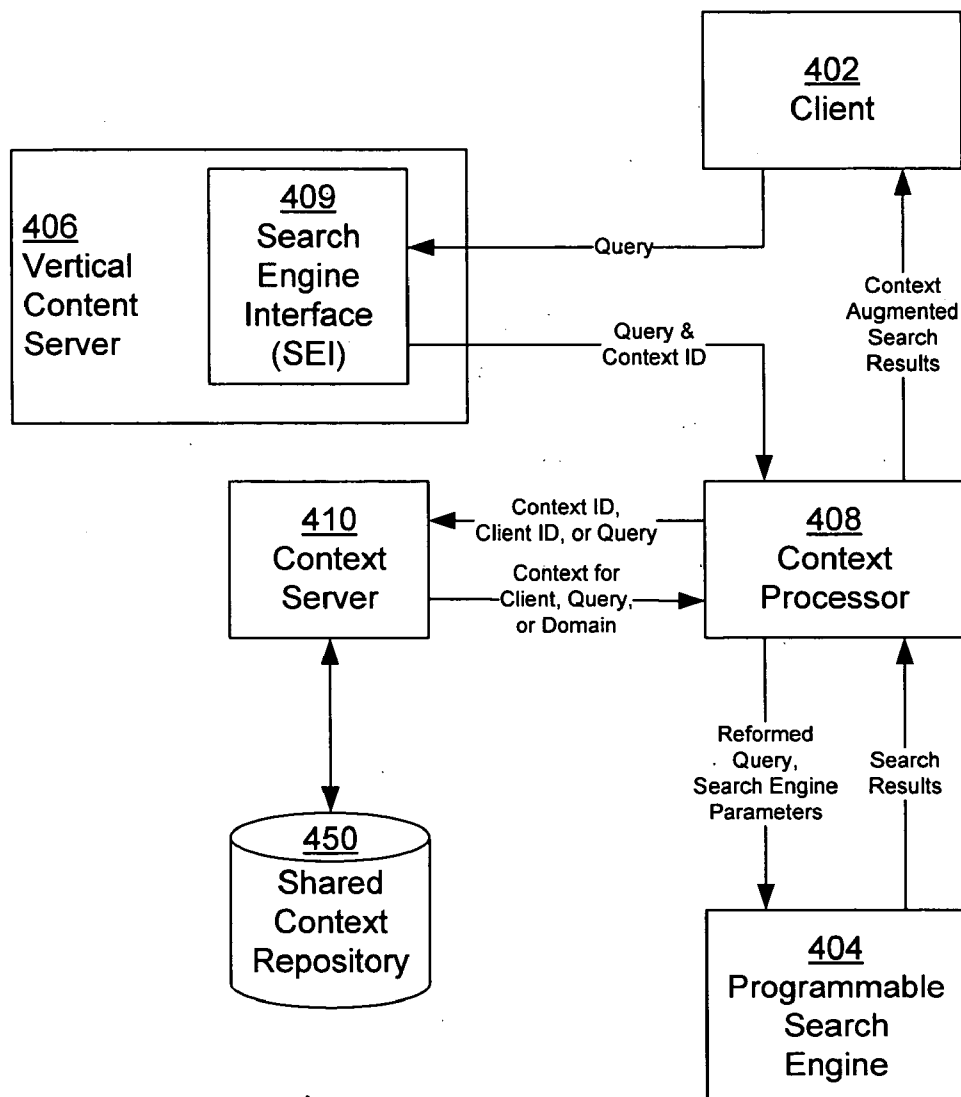 402
Client
406
Vertical
Content
Server
409
Search
Engine
Interface
(SEI)
Query
Query &
Context ID
Context
Augmented
Search
Results
410
Context
Server
Context ID,
Client ID, or Query
Context for
Client, Query,
or Domain
408
Context
Processor
Reformed
Query,
Search Engine
Parameters
Search
Results
450
Shared
Context
Repository
404
Programmable
Search
Engine